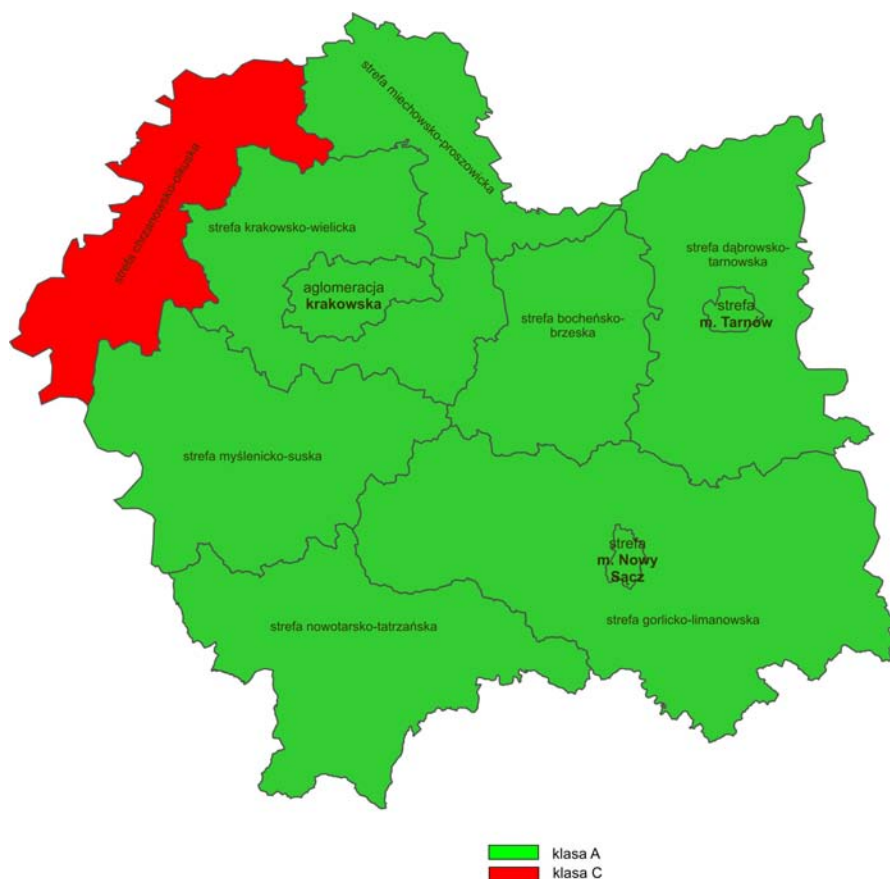 strefa miechowsko-proszowicka
strefa chrzanowsko-olkuska
strefa krakowsko-wielicka
aglomeracja
krakowska
strefa dąbrowsko-
tarnowska
strefa
m. Tarnów
strefa bocheńsko-
brzeska
strefa myślenicko-suska
strefa
m. Nowy
Sącz
strefa nowotarsko-tatrzańska
strefa gorlicko-limanowska
klasa A
klasa C